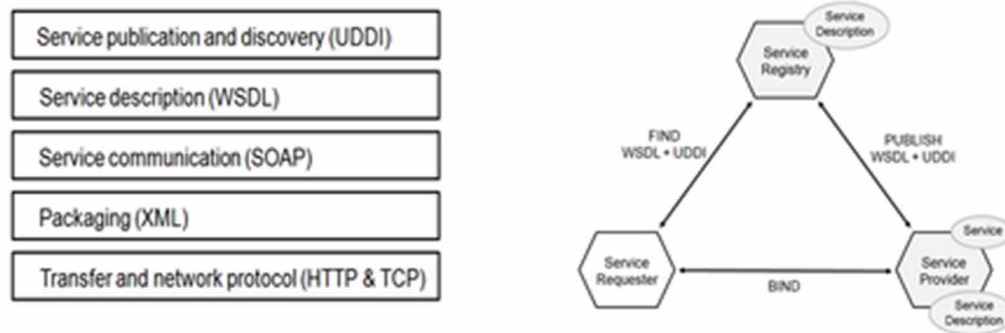 Service publication and discovery (UDDI)
Service description (WSDL)
Service communication (SOAP)
Packaging (XML)
Transfer and network protocol (HTTP & TCP)
Service
Description
Service
Registry
FIND
WSDL + UDDI
PUBLISH
WSDL + UDDI
Service
Requester
BIND
Service
Service
Provider
Service
Description